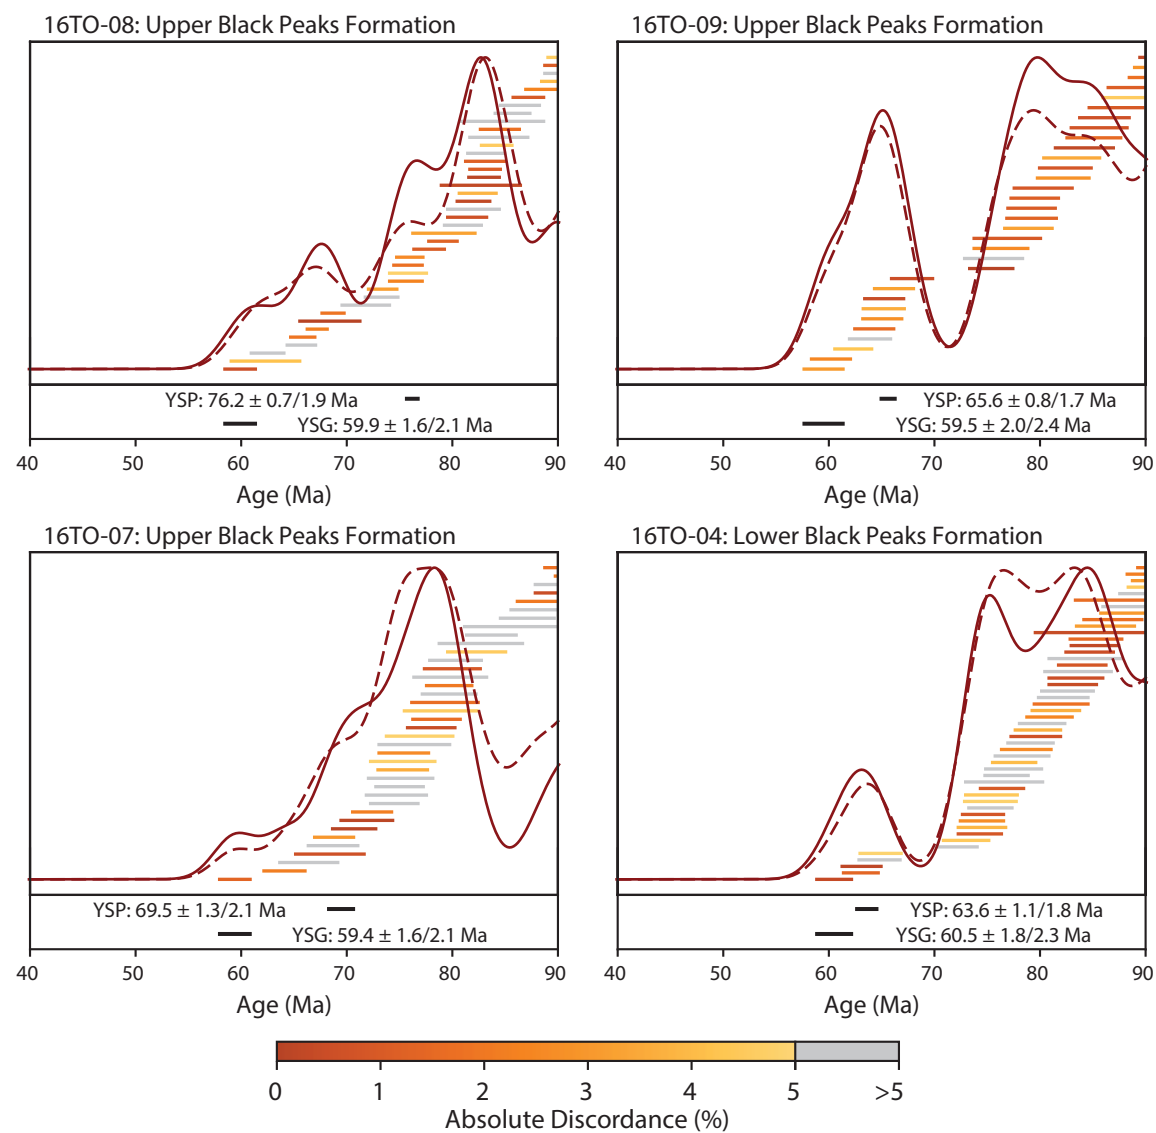 16TO-08: Upper Black Peaks Formation
16TO-09: Upper Black Peaks Formation
YSP: 76.2 ± 0.7/1.9 Ma
YSG: 59.9 ± 1.6/2.1 Ma
YSP: 65.6 ± 0.8/1.7 Ma
YSG: 59.5 ± 2.0/2.4 Ma
40 50 60 70 80 90
Age (Ma)
40 50 60 70 80 90
Age (Ma)
16TO-07: Upper Black Peaks Formation
16TO-04: Lower Black Peaks Formation
YSP: 69.5 ± 1.3/2.1 Ma
YSG: 59.4 ± 1.6/2.1 Ma
YSP: 63.6 ± 1.1/1.8 Ma
YSG: 60.5 ± 1.8/2.3 Ma
40 50 60 70 80 90
Age (Ma)
40 50 60 70 80 90
Age (Ma)
0 1 2 3 4 5 >5
Absolute Discordance (%)